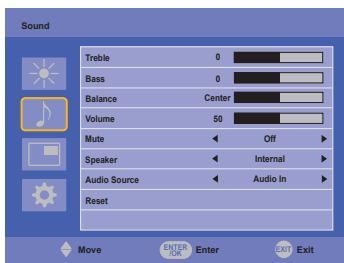 Sound
Treble 0
Bass 0
Balance Center
Volume 50
Mute Off
Speaker Internal
Audio Source Audio In
Reset
Move ENTER /OK Enter EXIT Exit